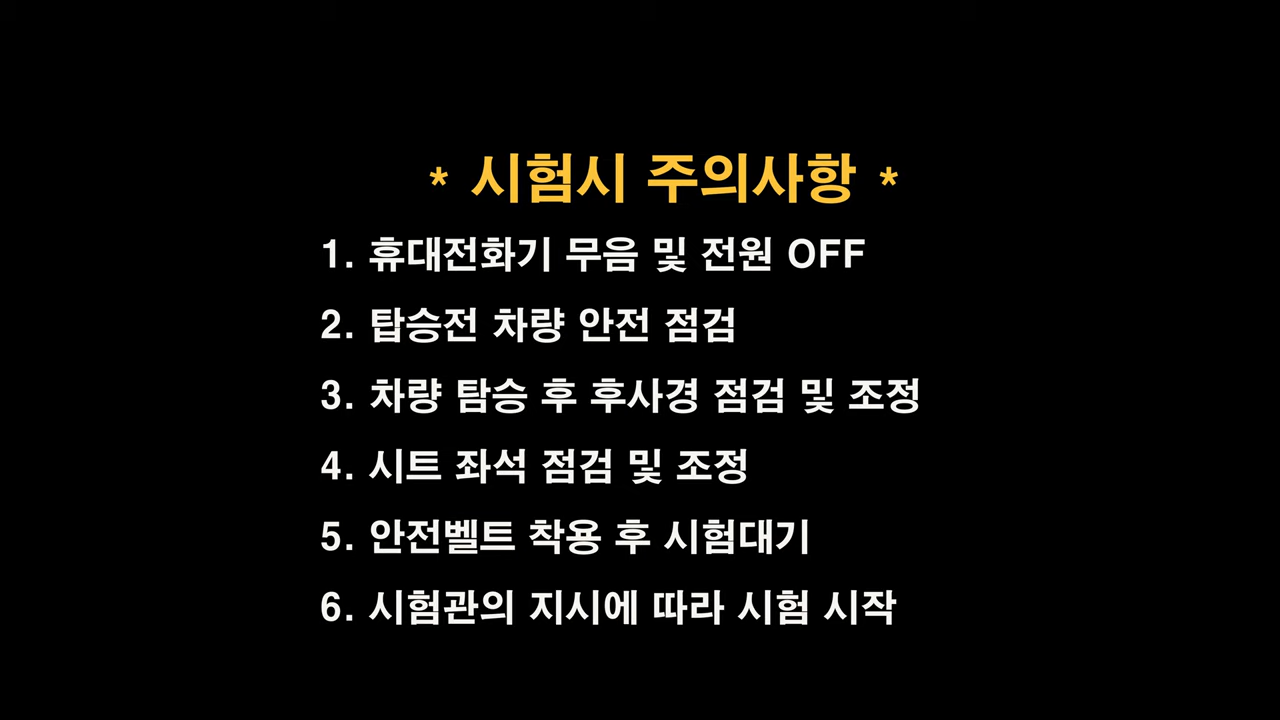 * 시험시 주의사항 *
1. 휴대전화기 무음 및 전원 OFF
2. 탑승전 차량 안전 점검
3. 차량 탐승 후 후사경 점검 및 조정
4. 시트 좌석 점검 및 조정
5. 안전벨트 착용 후 시험대기
6. 시험관의 지시에 따라 시험 시작